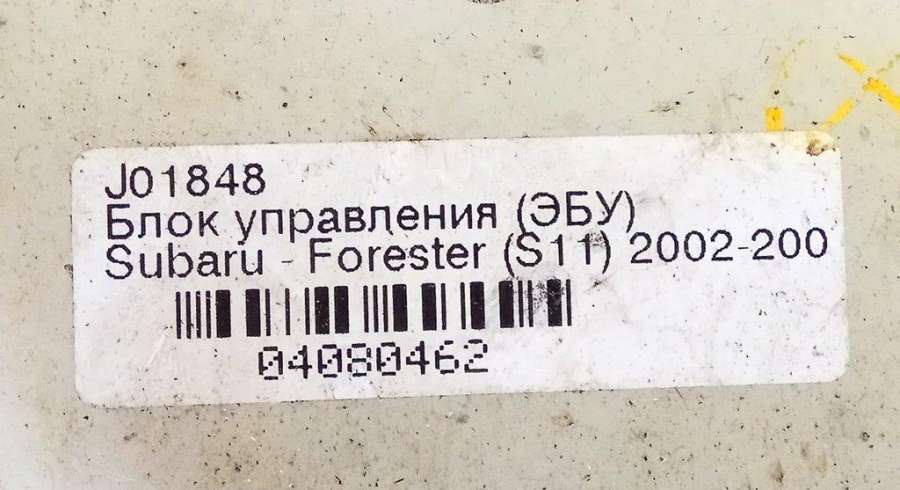 J01848
Блок управления (ЭБУ)
Subaru - Forester (S11) 2002-200
04080462